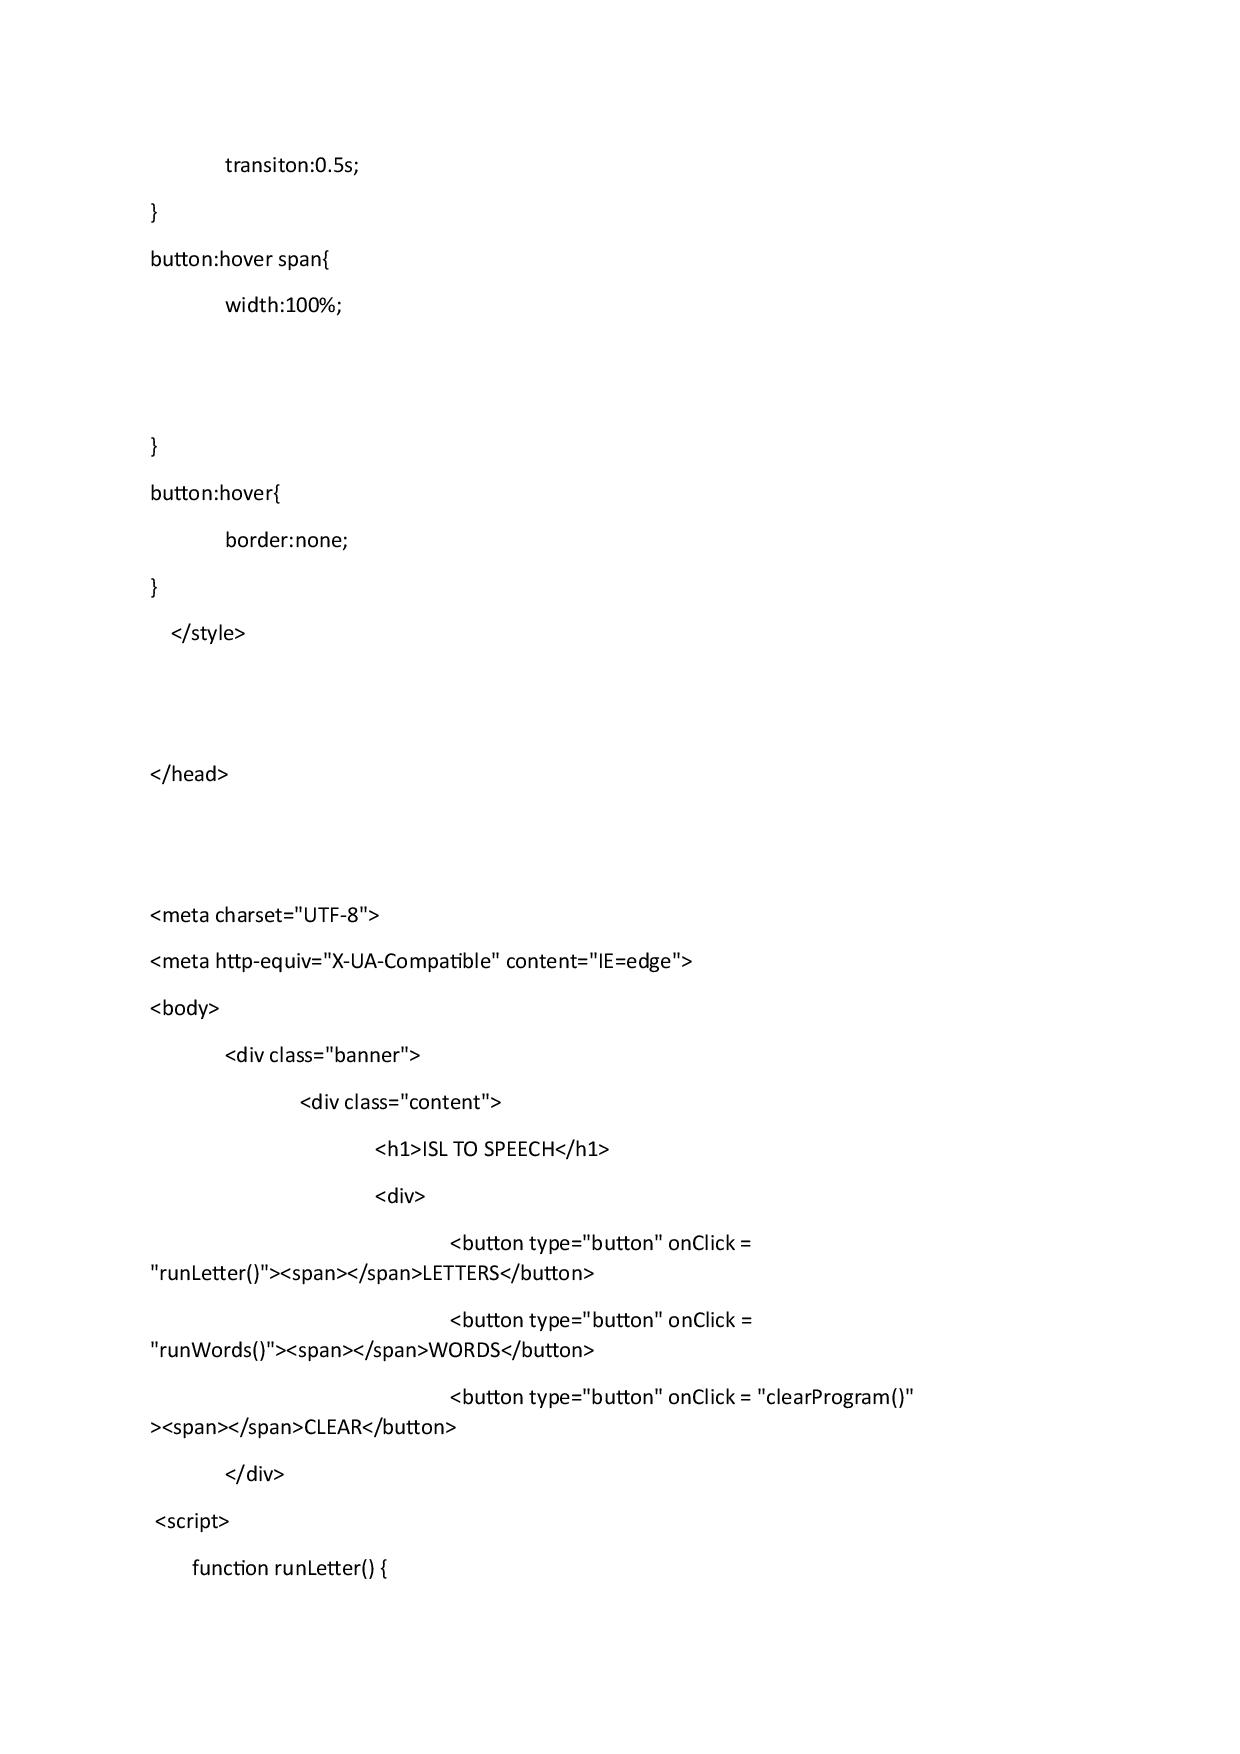 transiton:0.5s;
}
button:hover span{
width:100%;
}
button:hover{
border:none;
}
</style>
</head>
<meta charset="UTF-8">
<meta http-equiv="X-UA-Compatible" content="IE=edge">
<body>
<div class="banner">
<div class="content">
<h1>ISL TO SPEECH</h1>
<div>
<button type="button" onClick =
"runLetter()"><span></span>LETTERS</button>
<button type="button" onClick =
"runWords()"><span></span>WORDS</button>
<button type="button" onClick = "clearProgram()"
><span></span>CLEAR</button>
</div>
<script>
function runLetter() {